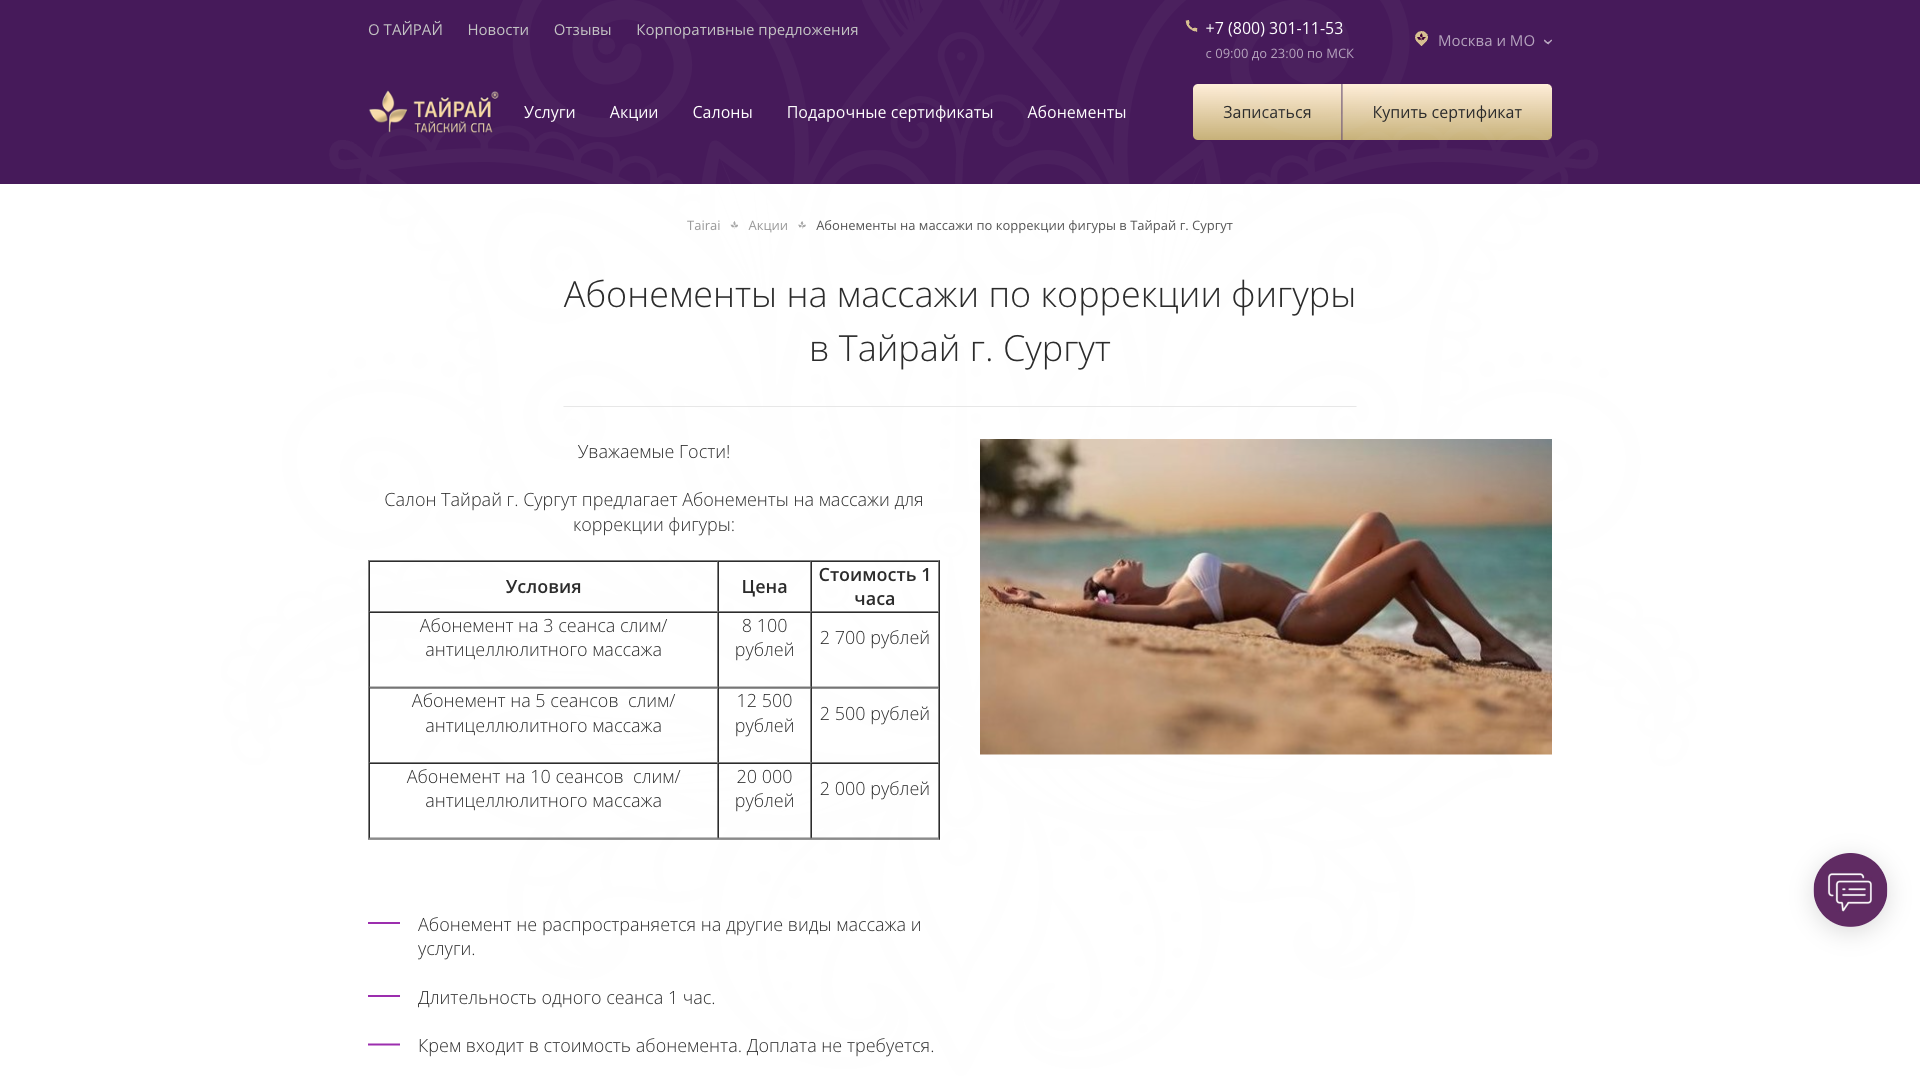 О ТАЙРАЙ Новости Отзывы Корпоративные предложения
+7 (800) 301-11-53
с 09:00 до 23:00 по МСК
Москва и МО
ТАЙРАЙ®
ТАЙСКИЙ СПА
Услуги Акции Салоны Подарочные сертификаты Абонементы
Записаться Купить сертификат
Tairai Акции Абонементы на массажи по коррекции фигуры в Тайрай г. Сургут
Абонементы на массажи по коррекции фигуры
в Тайрай г. Сургут
Уважаемые Гости!
Салон Тайрай г. Сургут предлагает Абонементы на массажи для
коррекции фигуры:
Условия Цена Стоимость 1
часа
Абонемент на 3 сеанса слим/ 8 100
антицеллюлитного массажа рублей 2 700 рублей
Абонемент на 5 сеансов  слим/ 12 500
антицеллюлитного массажа рублей 2 500 рублей
Абонемент на 10 сеансов  слим/ 20 000
антицеллюлитного массажа рублей 2 000 рублей
Абонемент не распространяется на другие виды массажа и
услуги.
Длительность одного сеанса 1 час.
Крем входит в стоимость абонемента. Доплата не требуется.